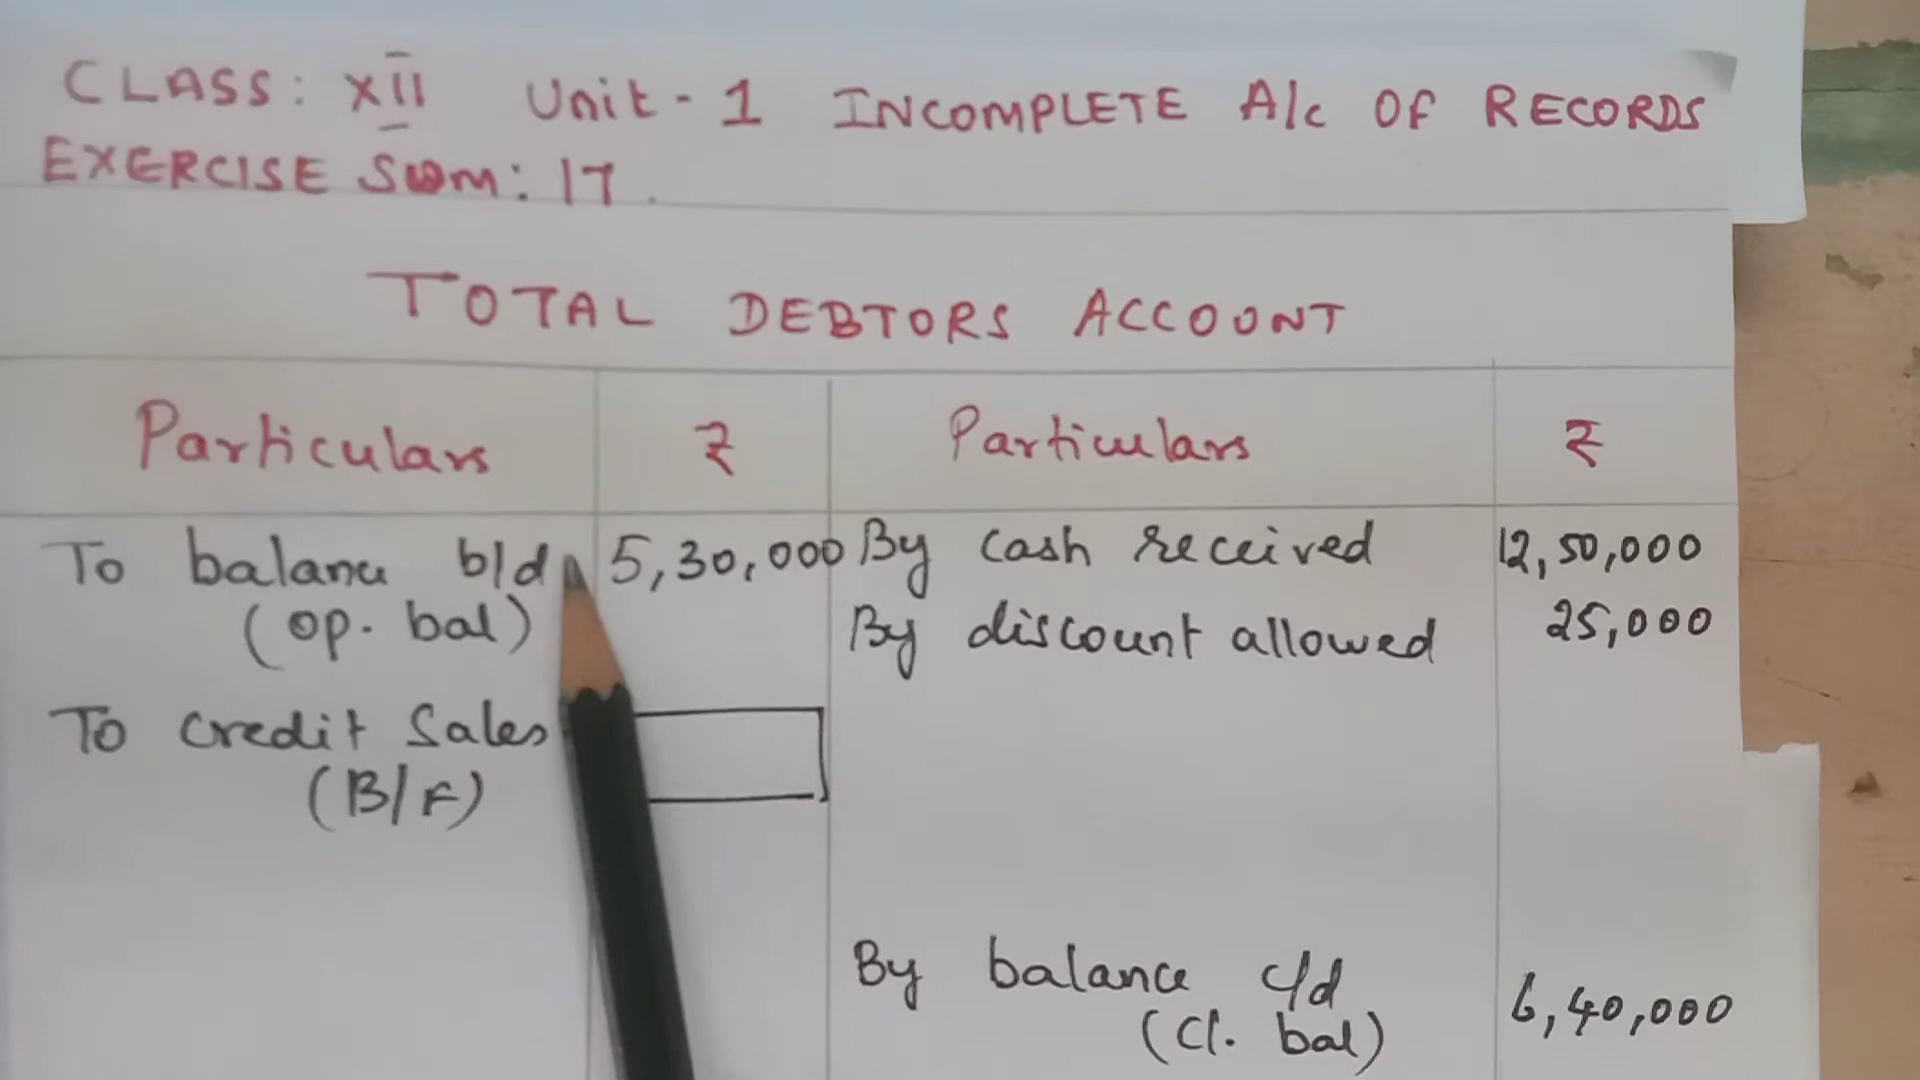 CLASS: XII Unit - 1 INCOMPLETE A/c OF RECORDS
EXERCISE SUM: 17.
TOTAL DEBTORS ACCOUNT
Particulars ₹ Particulars ₹
To balance b/d 5,30,000 By cash received 12,50,000
(op. bal) By discount allowed 25,000
To credit Sales
(B/F)
By balance c/d 6,40,000
(Cl. bal)